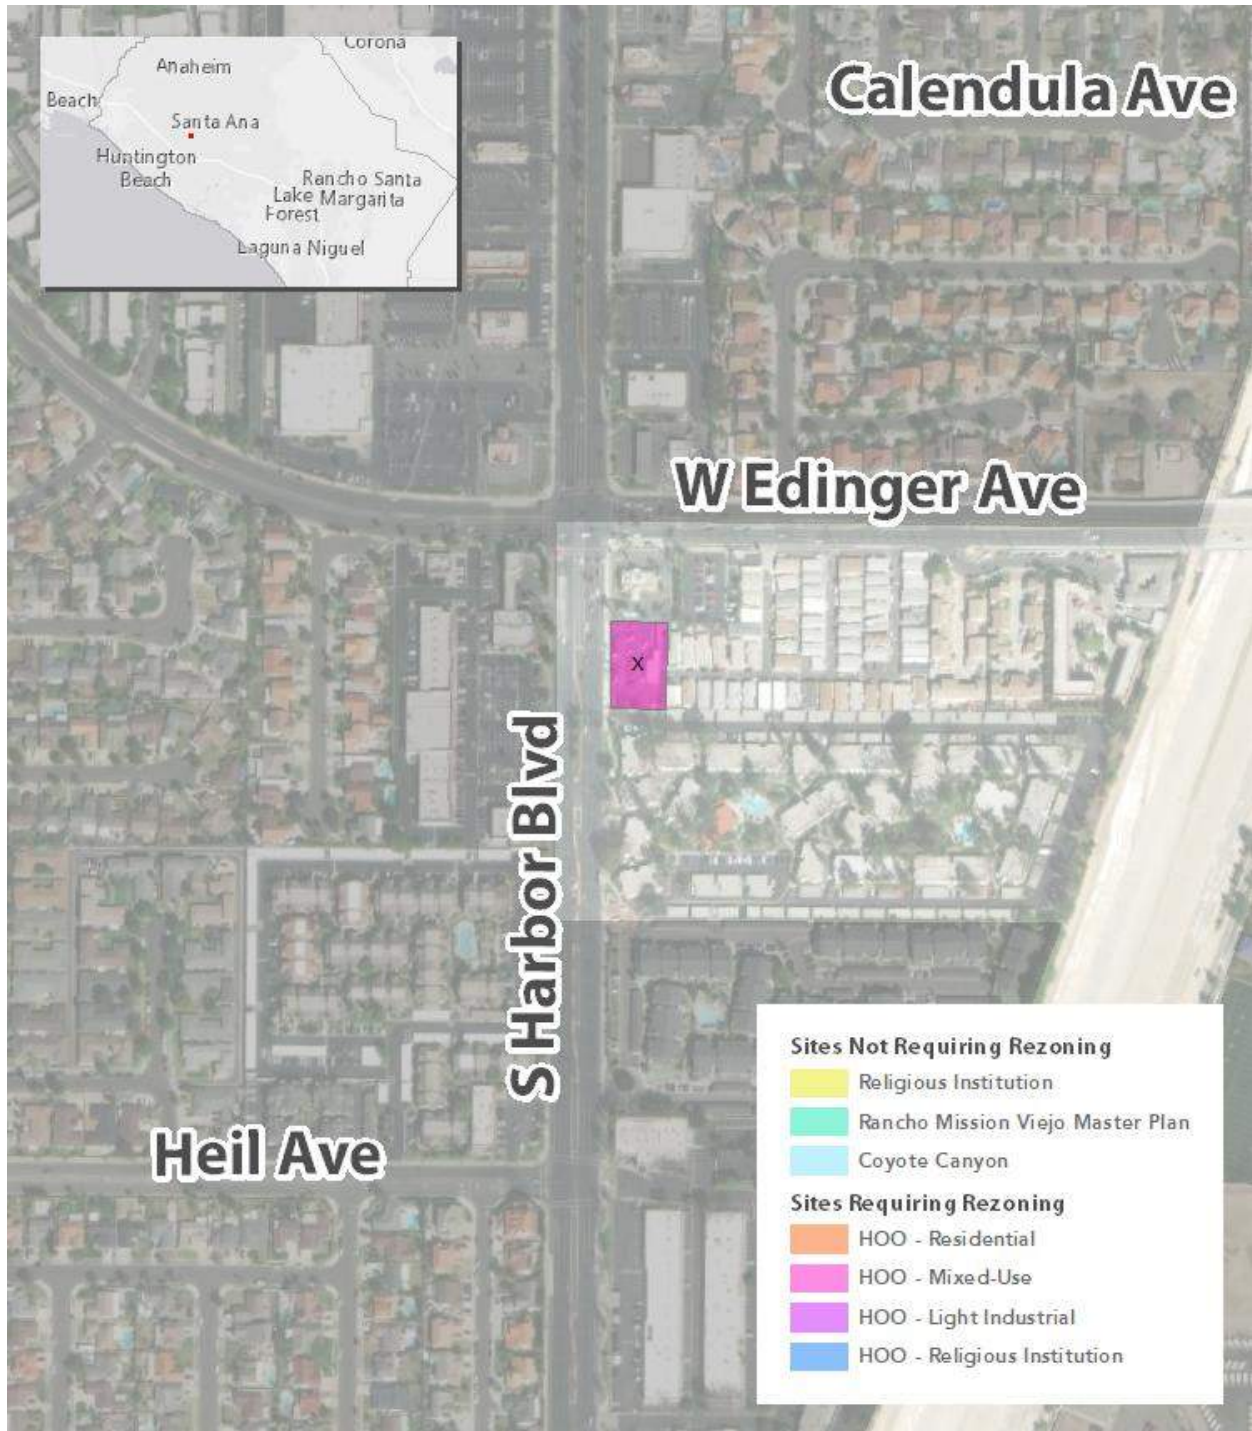 Corona
Anaheim
Beach
Santa Ana
Huntington
Beach
Rancho Santa
Lake Margarita
Forest
Laguna Niguel
Calendula Ave
W Edinger Ave
X
S Harbor Blvd
Heil Ave
Sites Not Requiring Rezoning
Religious Institution
Rancho Mission Viejo Master Plan
Coyote Canyon
Sites Requiring Rezoning
HOO - Residential
HOO - Mixed-Use
HOO - Light Industrial
HOO - Religious Institution